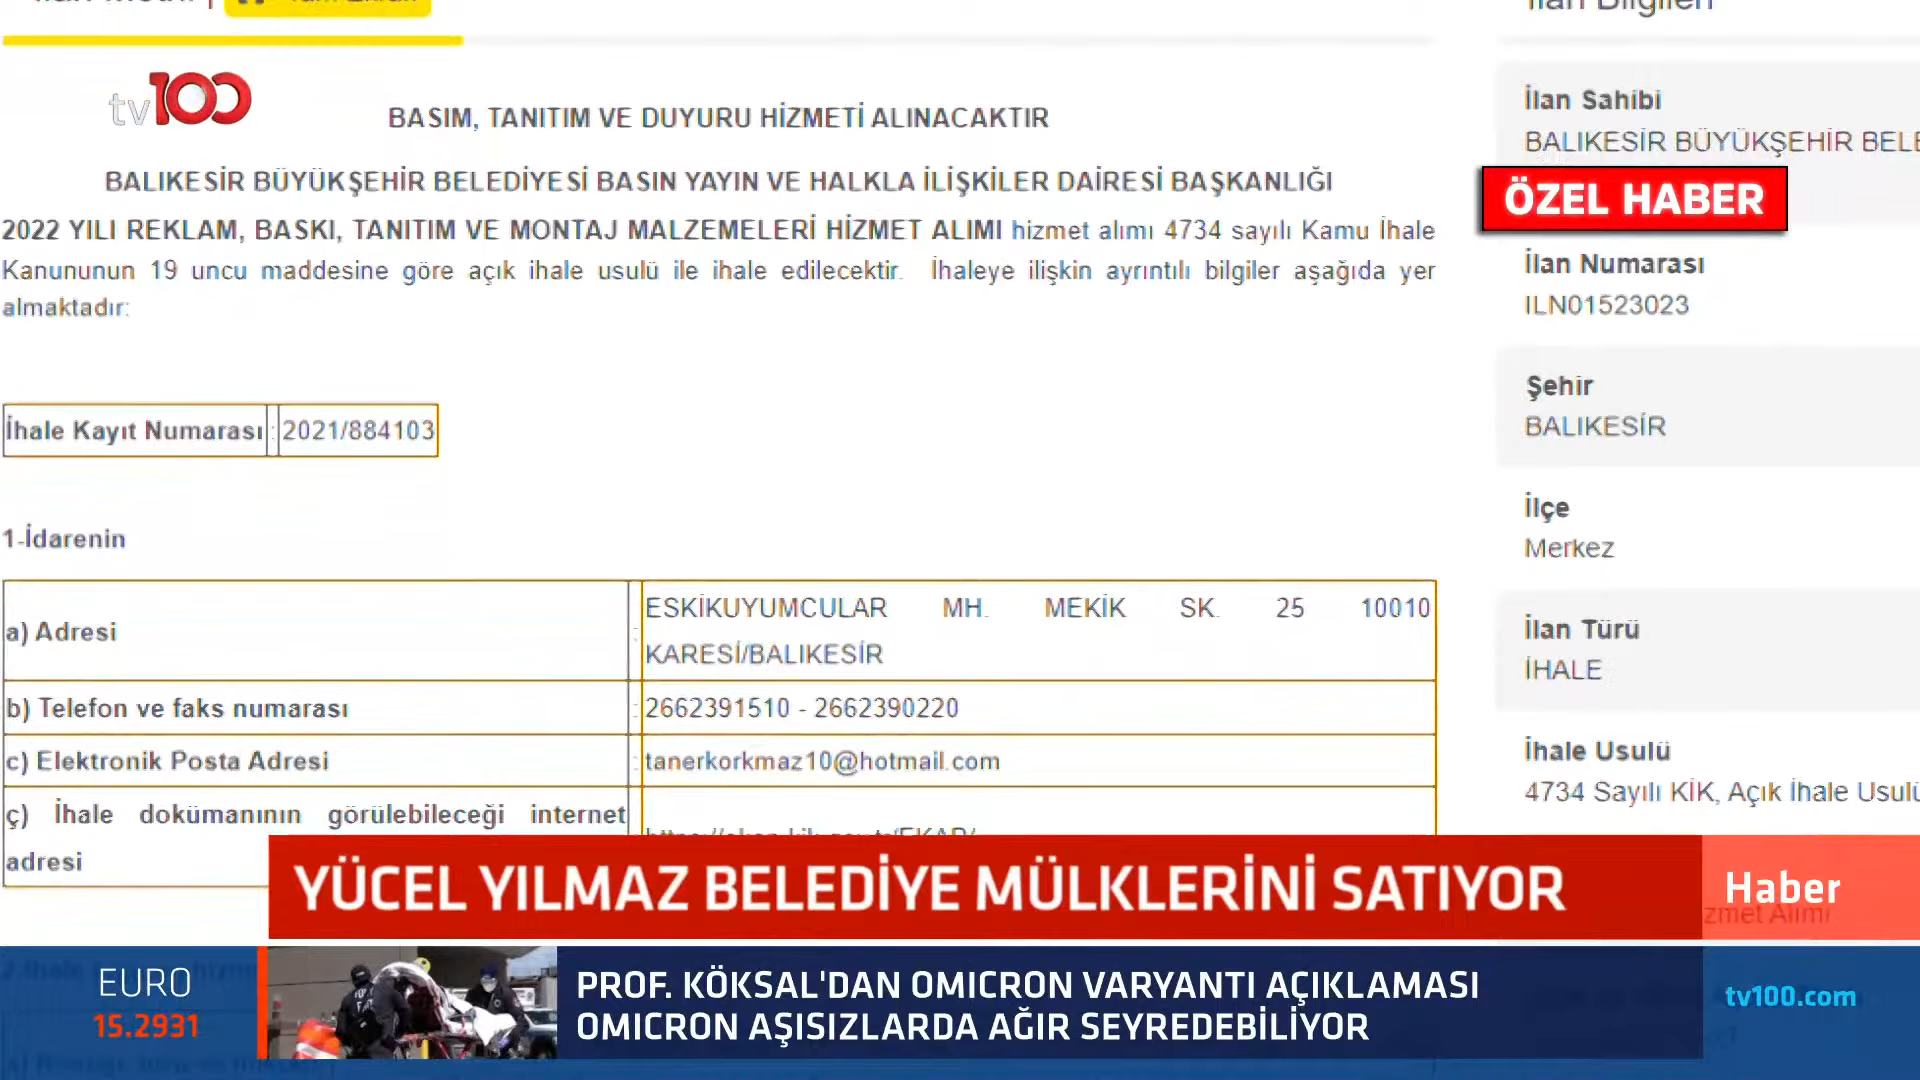 tv100
BASIM, TANITIM VE DUYURU HİZMETİ ALINACAKTIR
BALIKESİR BÜYÜKŞEHİR BELEDİYESİ BASIN YAYIN VE HALKLA İLİŞKİLER DAİRESİ BAŞKANLIĞI
2022 YILI REKLAM, BASKI, TANITIM VE MONTAJ MALZEMELERİ HİZMET ALIMI hizmet alımı 4734 sayılı Kamu İhale
Kanununun 19 uncu maddesine göre açık ihale usulü ile ihale edilecektir. İhaleye ilişkin ayrıntılı bilgiler aşağıda yer
almaktadır:
İhale Kayıt Numarası : 2021/884103
1-İdarenin
a) Adresi : ESKİKUYUMCULAR MH. MEKİK SK. 25 10010
KARESİ/BALIKESİR
b) Telefon ve faks numarası : 2662391510 - 2662390220
c) Elektronik Posta Adresi : tanerkorkmaz10@hotmail.com
ç) İhale dokümanının görülebileceği internet
adresi
İlan Bilgileri
İlan Sahibi
BALIKESİR BÜYÜKŞEHİR BELE
ÖZEL HABER
İlan Numarası
ILN01523023
Şehir
BALIKESİR
İlçe
Merkez
İlan Türü
İHALE
İhale Usulü
4734 Sayılı KİK, Açık İhale Usulü
YÜCEL YILMAZ BELEDİYE MÜLKLERİNİ SATIYOR
Haber
EURO
15.2931
PROF. KÖKSAL'DAN OMICRON VARYANTI AÇIKLAMASI
OMICRON AŞISIZLARDA AĞIR SEYREDEBİLİYOR
tv100.com